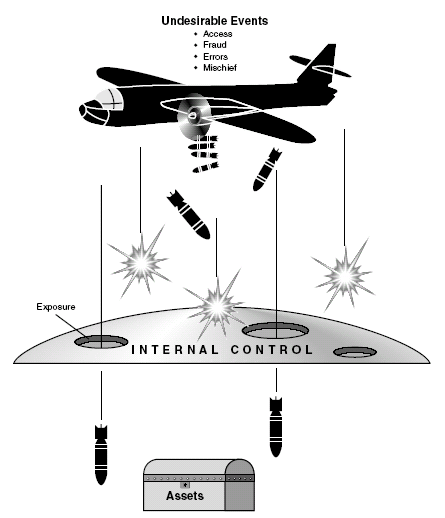 Undesirable Events
• Access
• Fraud
• Errors
• Mischief
Exposure
INTERNAL CONTROL
Assets